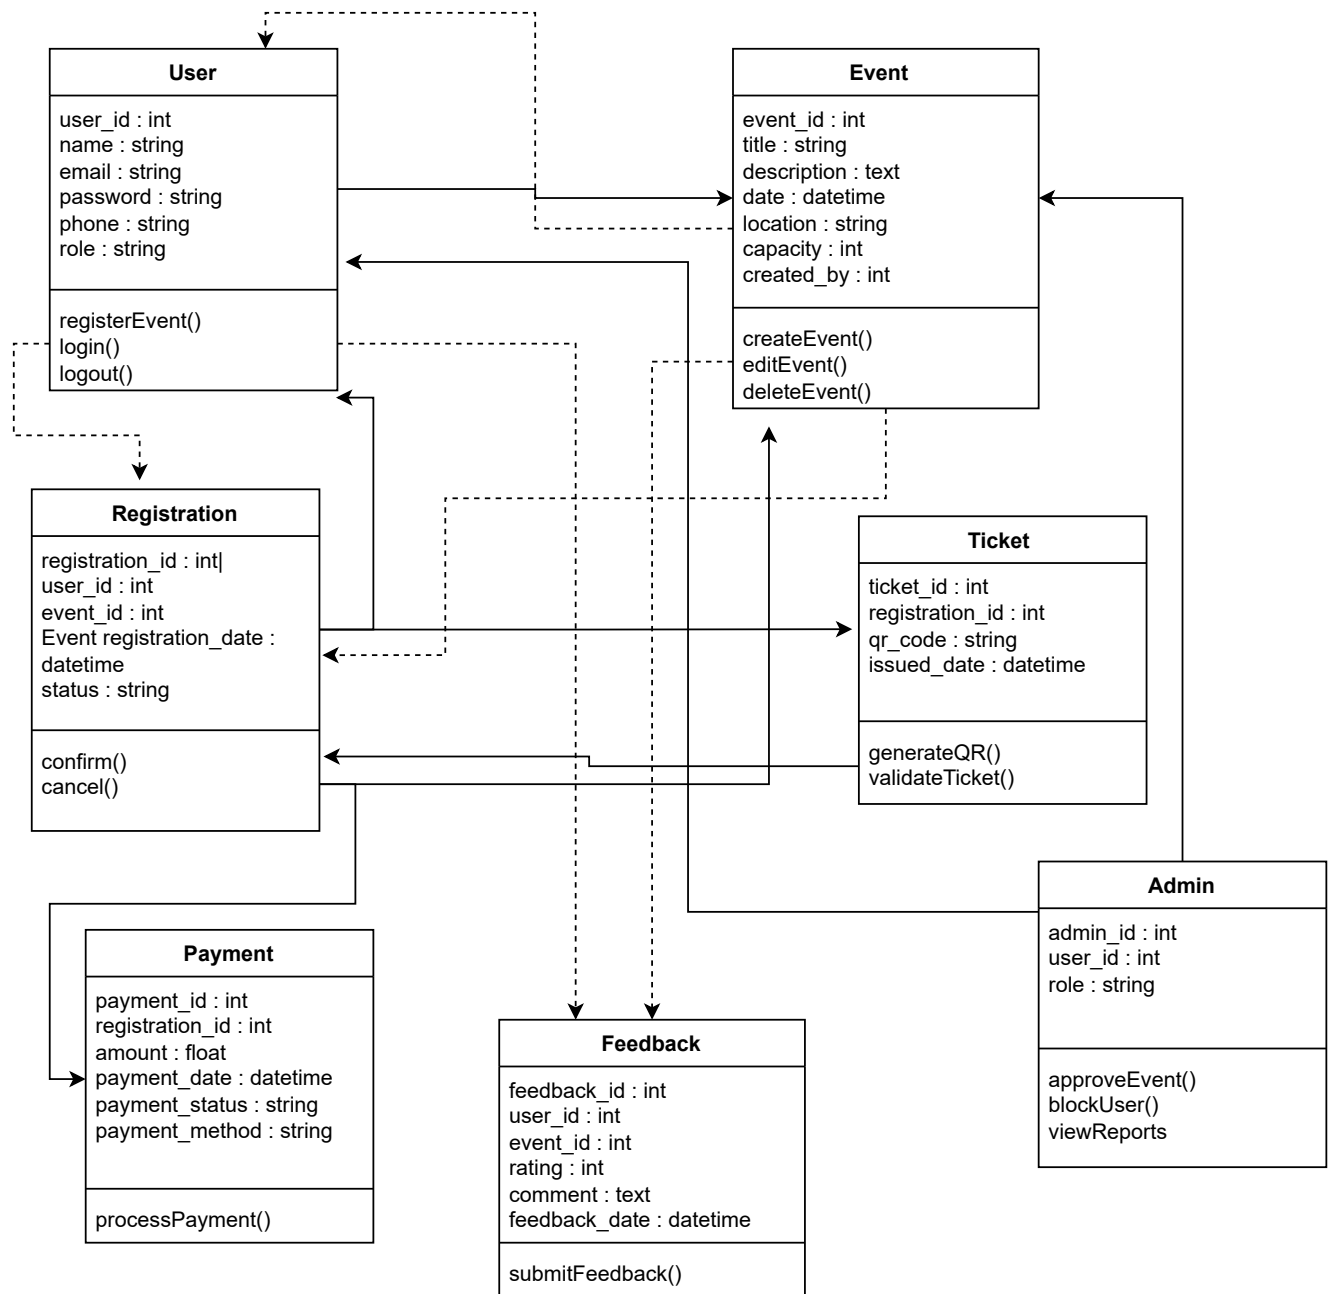 User
user_id : int
name : string
email : string
password : string
phone : string
role : string
registerEvent()
login()
logout()
Event
event_id : int
title : string
description : text
date : datetime
location : string
capacity : int
created_by : int
createEvent()
editEvent()
deleteEvent()
Registration
registration_id : int|
user_id : int
event_id : int
Event registration_date :
datetime
status : string
confirm()
cancel()
Ticket
ticket_id : int
registration_id : int
qr_code : string
issued_date : datetime
generateQR()
validateTicket()
Payment
payment_id : int
registration_id : int
amount : float
payment_date : datetime
payment_status : string
payment_method : string
processPayment()
Feedback
feedback_id : int
user_id : int
event_id : int
rating : int
comment : text
feedback_date : datetime
submitFeedback()
Admin
admin_id : int
user_id : int
role : string
approveEvent()
blockUser()
viewReports